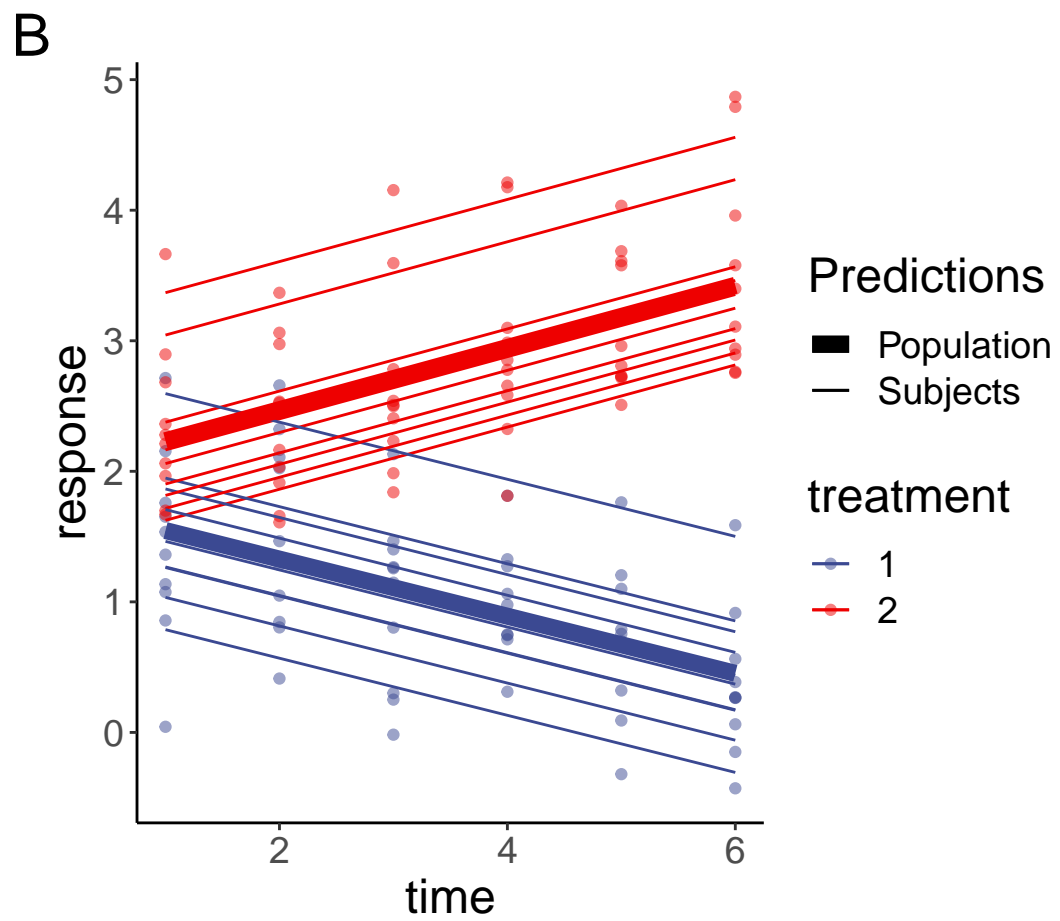 B
5
4
3
2
1
0
response
2
4
6
time
Predictions
Population
Subjects
treatment
1
2